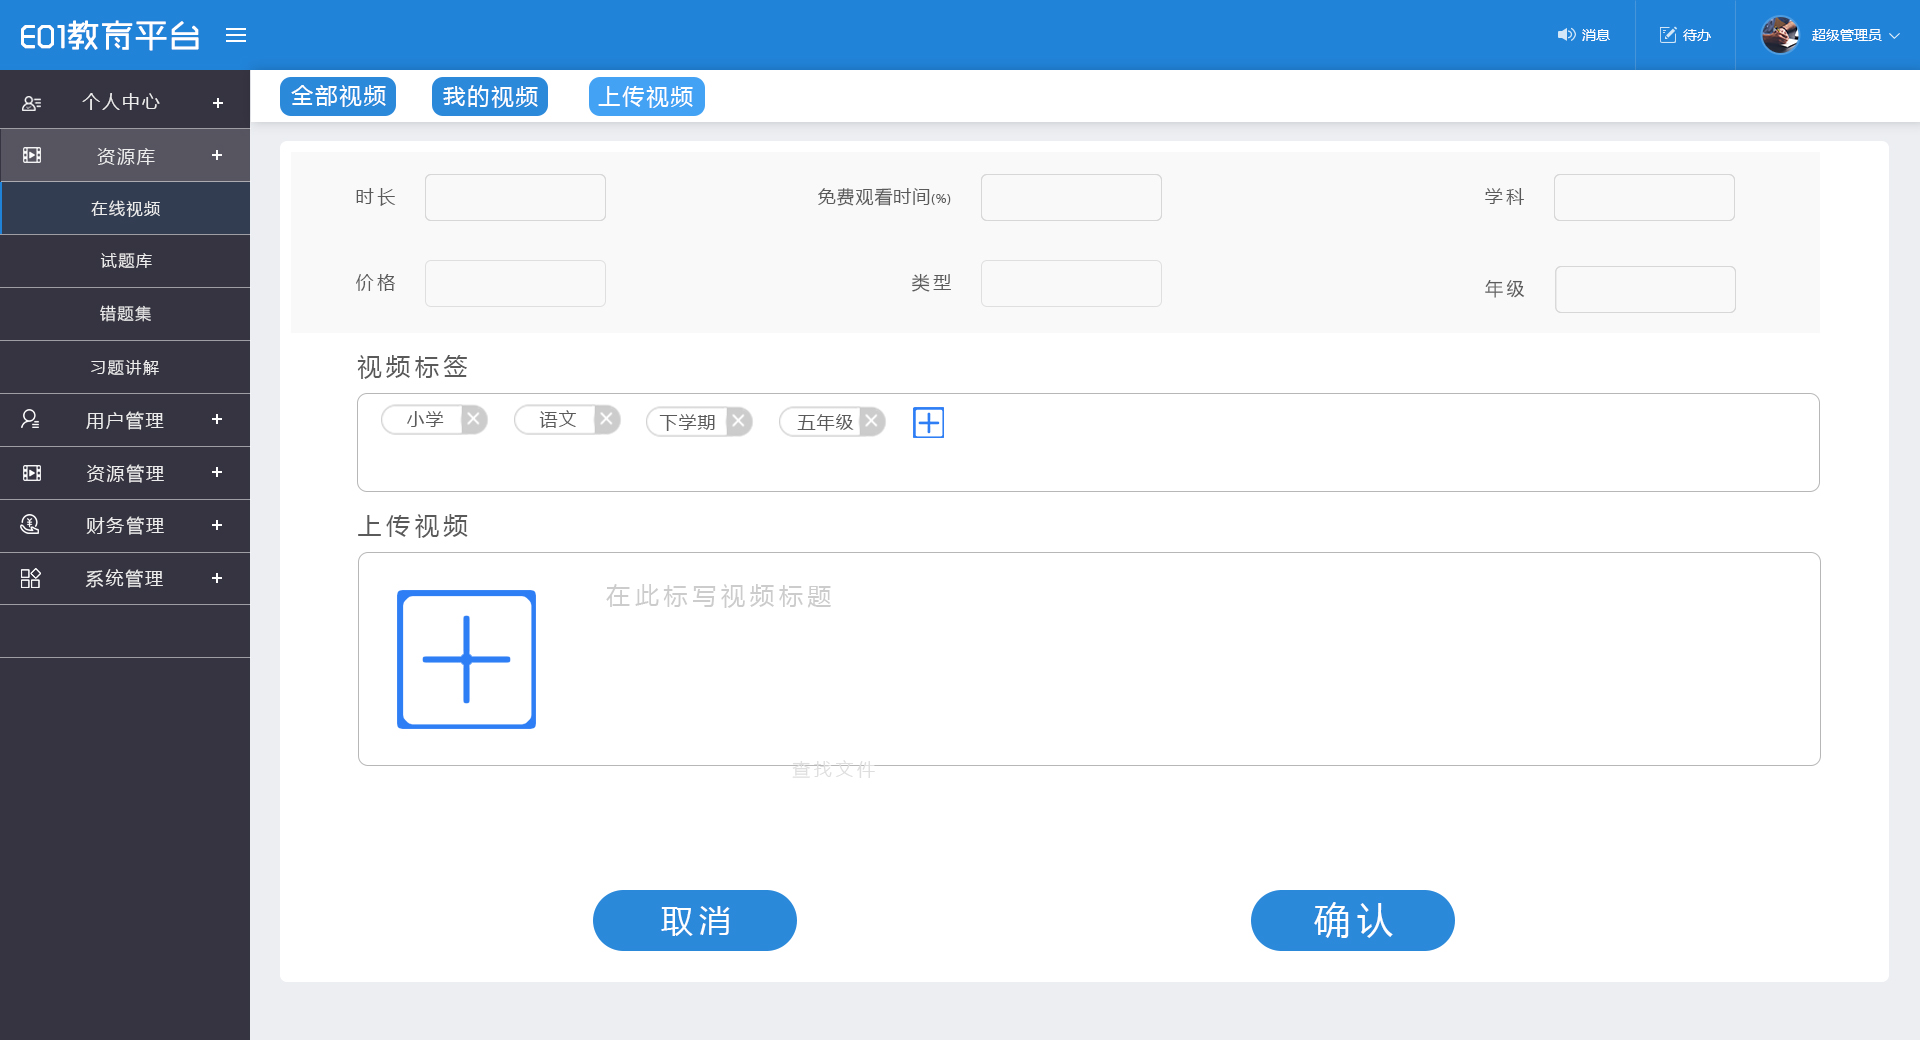 E01教育平台
消息
待办
超级管理员
个人中心 +
资源库 +
在线视频
试题库
错题集
习题讲解
用户管理 +
资源管理 +
财务管理 +
系统管理 +
全部视频 我的视频 上传视频
时长 免费观看时间(%) 学科
价格 类型 年级
视频标签
小学 语文 下学期 五年级
上传视频
在此标写视频标题
查找文件
取消 确认